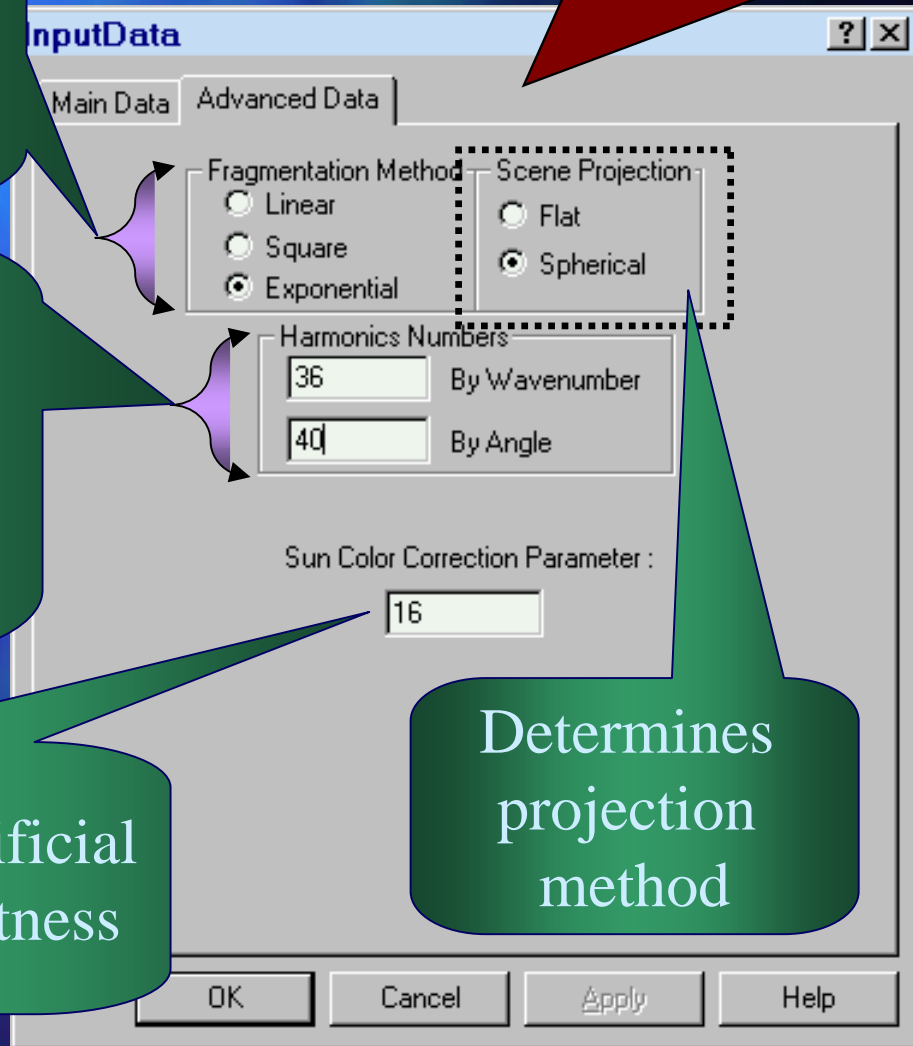 InputData
Main Data Advanced Data
Fragmentation Method Scene Projection
Linear
Square
Exponential
Flat
Spherical
Harmonics Numbers
36 By Wavenumber
40 By Angle
Sun Color Correction Parameter :
16
Determines
projection
method
OK Cancel Apply Help